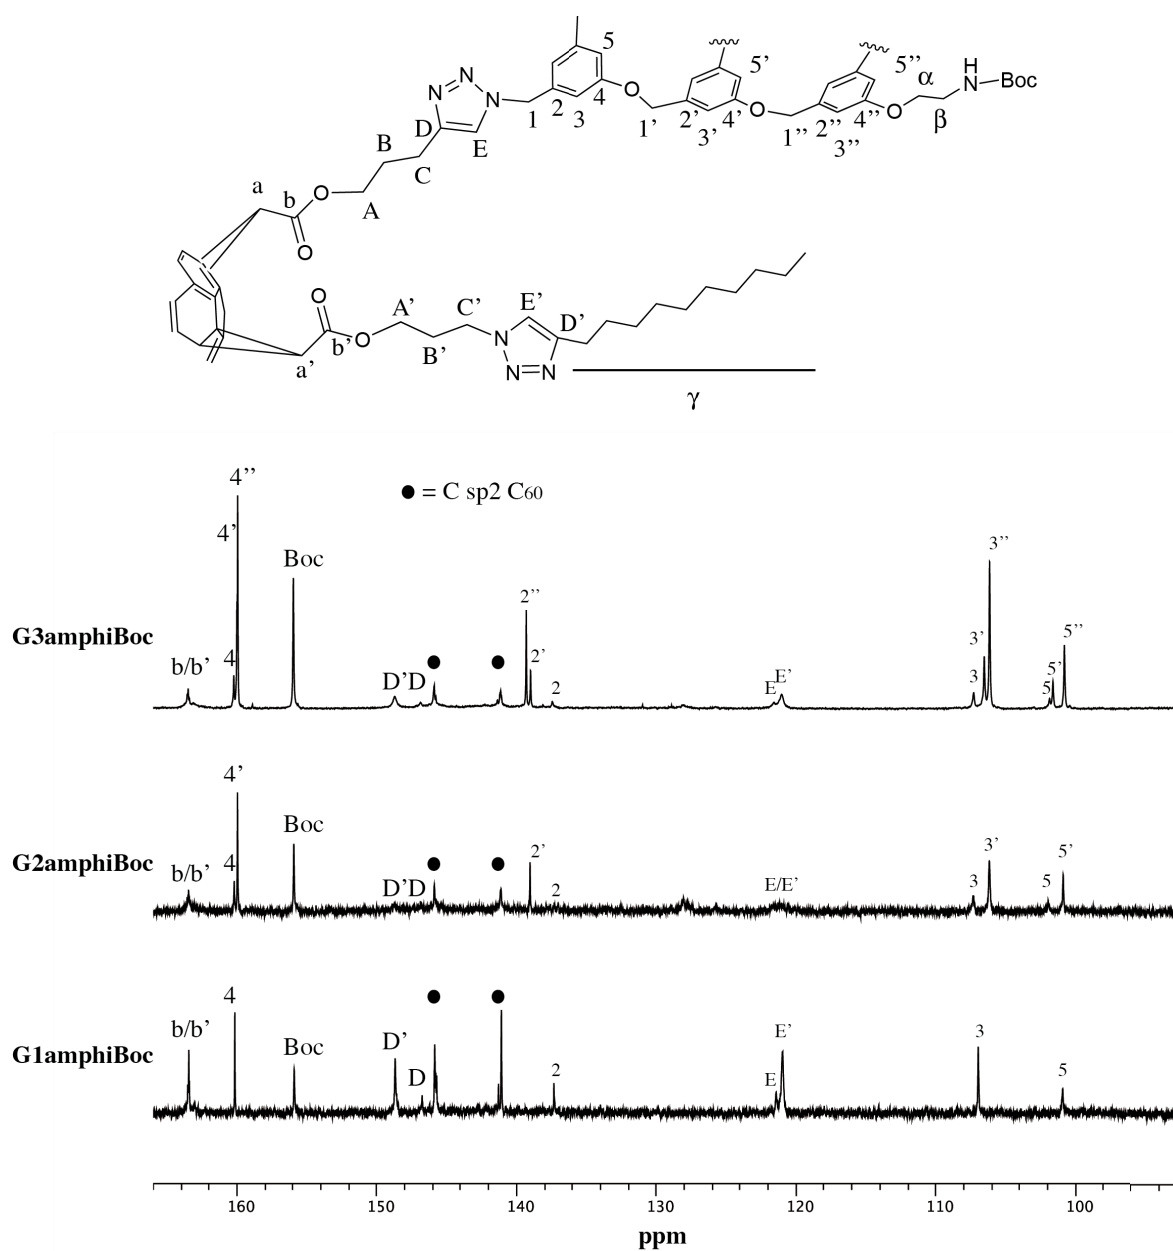 5
5'
5''
α
H
N
Boc
N
N
N
4
O
4'
O
4''
O
1
2
3
1'
2'
3'
1''
2''
3''
β
D
E
B
C
a
b
O
A
O
O
A'
C'
E'
D'
a'
b'
O
B'
N
N
N
γ
4''
● = C sp2 C60
4'
Boc
3''
2''
G3amphiBoc
b/b'
4
D'
D
2'
2
E
E'
3
3'
5
5'
5''
4'
Boc
G2amphiBoc
b/b'
4
D'
D
2'
2
E/E'
3
3'
5
5'
4
G1amphiBoc
b/b'
Boc
D'
D
2
E
E'
3
5
160 150 140 130 120 110 100
ppm